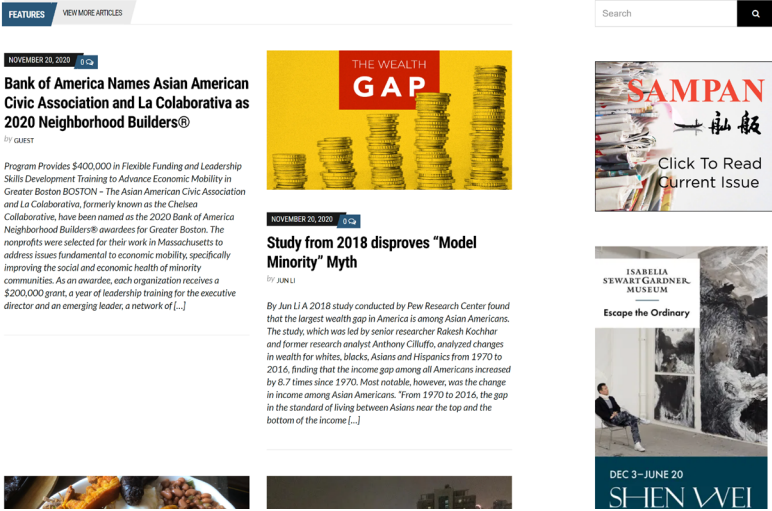 FEATURES
VIEW MORE ARTICLES
NOVEMBER 20, 2020
0
Bank of America Names Asian American
Civic Association and La Colaborativa as
2020 Neighborhood Builders®
by GUEST
Program Provides $400,000 in Flexible Funding and Leadership
Skills Development Training to Advance Economic Mobility in
Greater Boston BOSTON – The Asian American Civic Association
and La Colaborativa, formerly known as the Chelsea
Collaborative, have been named as the 2020 Bank of America
Neighborhood Builders® awardees for Greater Boston. The
nonprofits were selected for their work in Massachusetts to
address issues fundamental to economic mobility, specifically
improving the social and economic health of minority
communities. As an awardee, each organization receives a
$200,000 grant, a year of leadership training for the executive
director and an emerging leader, a network of [...]
THE WEALTH
GAP
NOVEMBER 20, 2020
0
Study from 2018 disproves “Model
Minority” Myth
by JUN LI
By Jun Li A 2018 study conducted by Pew Research Center found
that the largest wealth gap in America is among Asian Americans.
The study, which was led by senior researcher Rakesh Kochhar
and former research analyst Anthony Cilluffo, analyzed changes
in wealth for whites, blacks, Asians and Hispanics from 1970 to
2016, finding that the income gap among all Americans increased
by 8.7 times since 1970. Most notable, however, was the change
in income among Asian Americans. “From 1970 to 2016, the gap
in the standard of living between Asians near the top and the
bottom of the income [...]
Search
SAMPAN
舢舨
Click To Read
Current Issue
ISABELLA
STEWART GARDNER
MUSEUM
Escape the Ordinary
DEC 3–JUNE 20
SHEN WEI